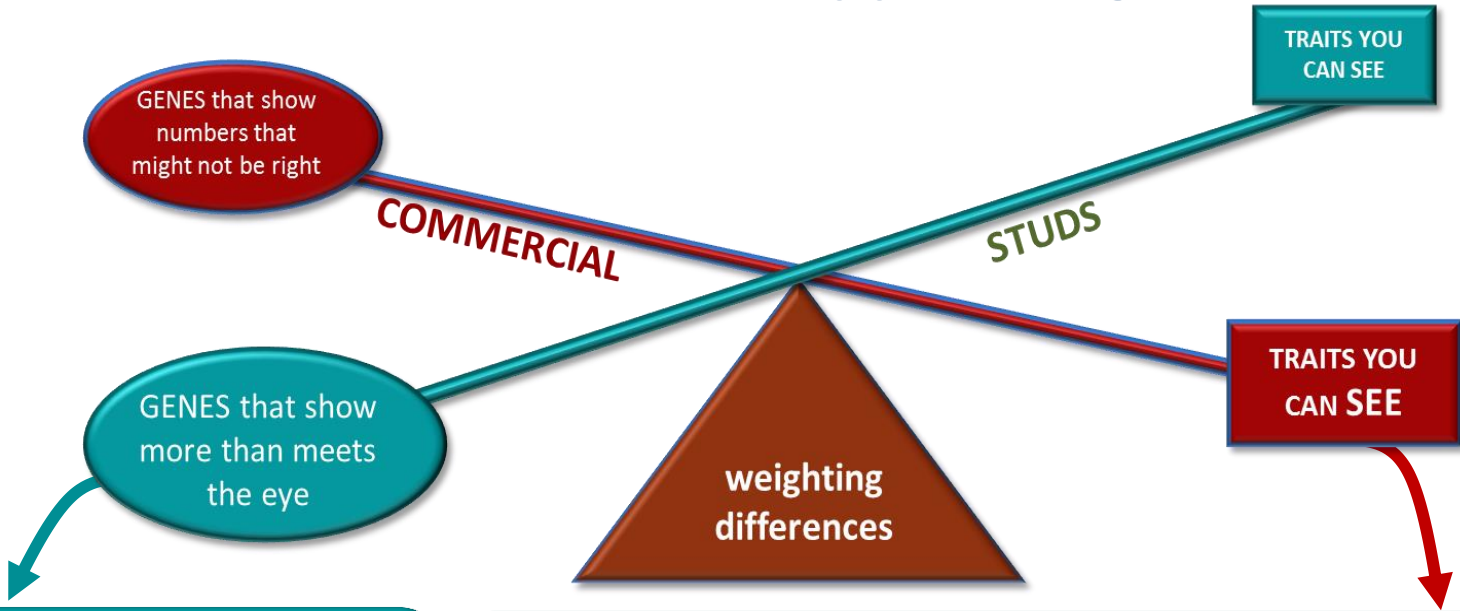 TRAITS YOU
CAN SEE
GENES that show
numbers that
might not be right
COMMERCIAL
STUDS
TRAITS YOU
CAN SEE
GENES that show
more than meets
the eye
weighting
differences